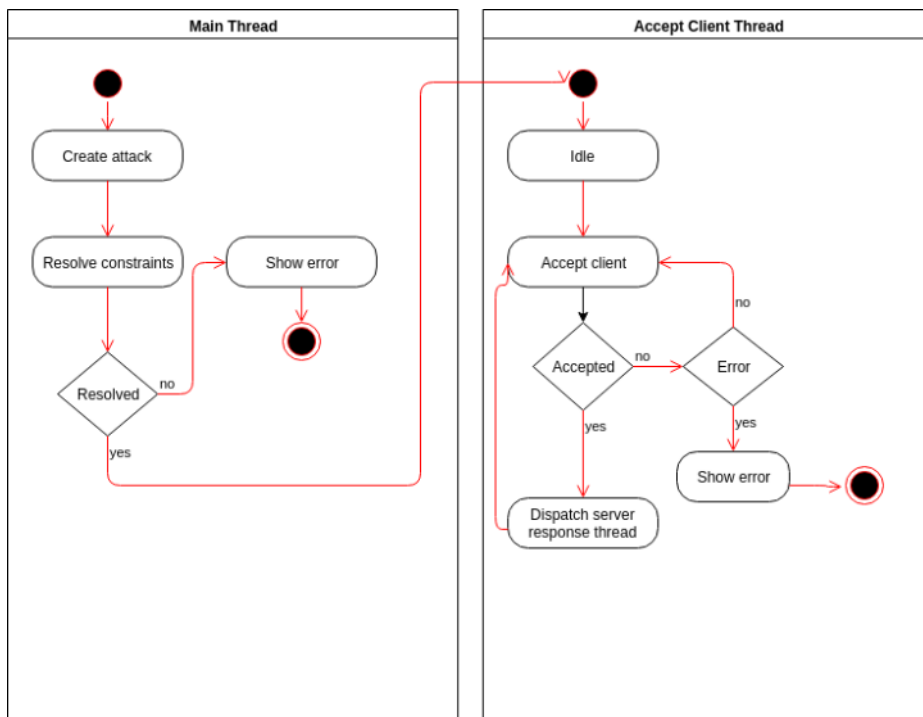 Main Thread
Accept Client Thread
Create attack
Idle
Resolve constraints
Show error
Accept client
no
Resolved
no
yes
Accepted
no
Error
yes
yes
Show error
Dispatch server
response thread